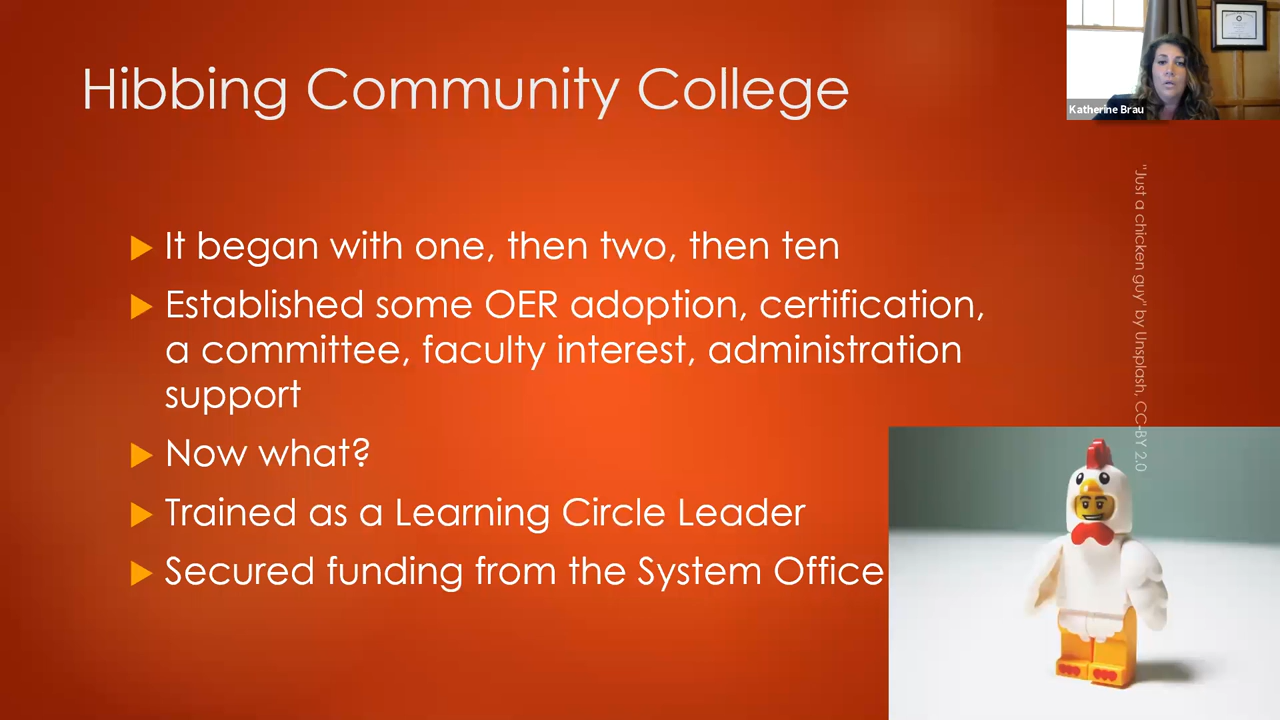 Hibbing Community College
Katherine Brau
"Just a chicken guy" by Unsplash, CC-BY 2.0
It began with one, then two, then ten
Established some OER adoption, certification,
a committee, faculty interest, administration
support
Now what?
Trained as a Learning Circle Leader
Secured funding from the System Office